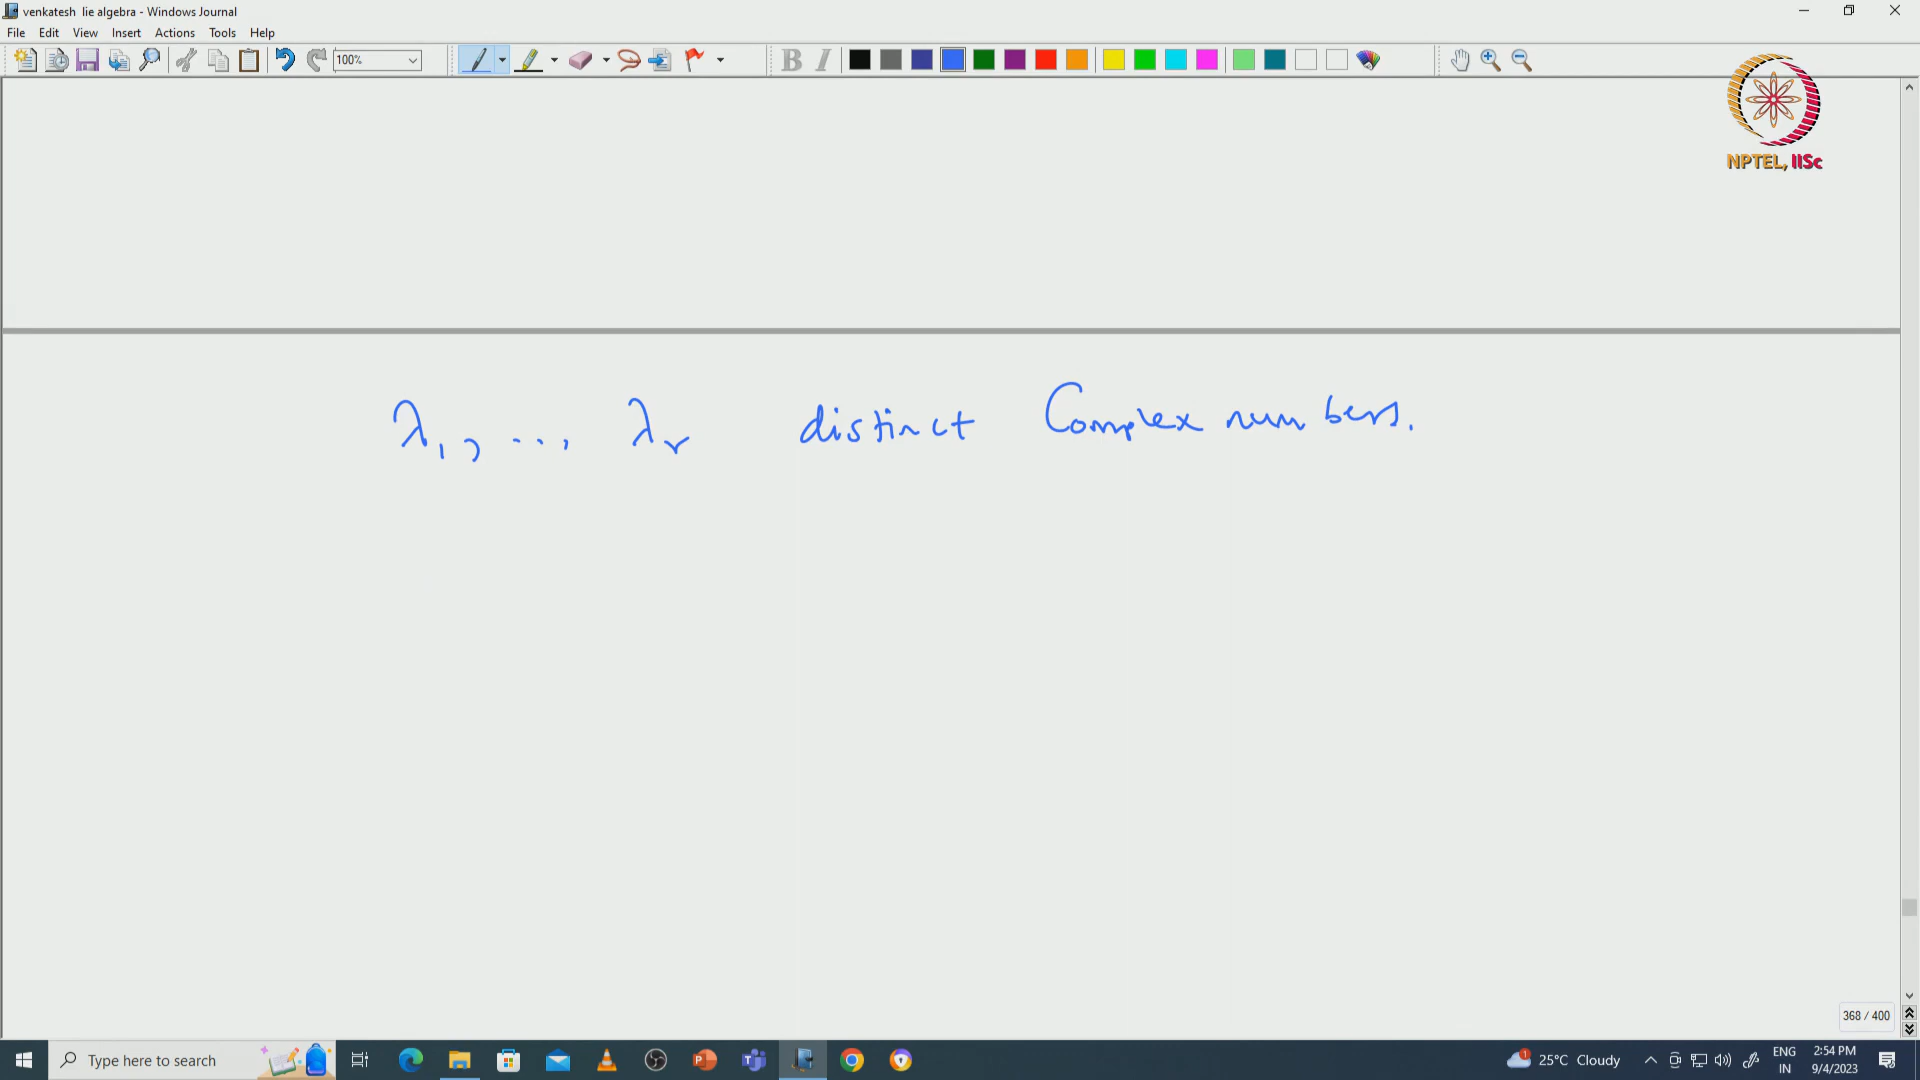 venkatesh lie algebra - Windows Journal
File Edit View Insert Actions Tools Help
100%
B I
NPTEL, IISc
λ₁, ..., λᵣ distinct Complex numbers.
368 / 400
Type here to search
1
25°C Cloudy
ENG
IN
2:54 PM
9/4/2023